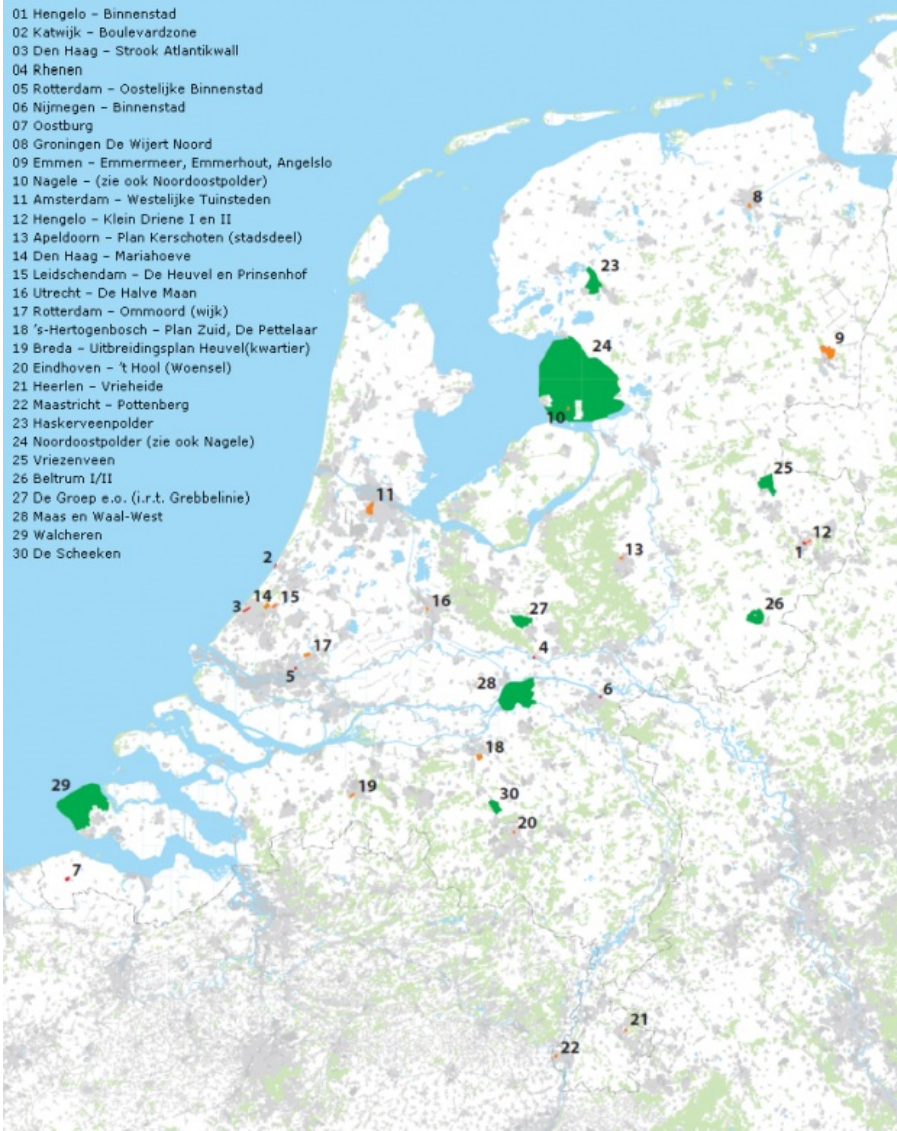 01 Hengelo – Binnenstad
02 Katwijk – Boulevardzone
03 Den Haag – Strook Atlantikwall
04 Rhenen
05 Rotterdam – Oostelijke Binnenstad
06 Nijmegen – Binnenstad
07 Oostburg
08 Groningen De Wijert Noord
09 Emmen – Emmermeer, Emmerhout, Angelslo
10 Nagele – (zie ook Noordoostpolder)
11 Amsterdam – Westelijke Tuinsteden
12 Hengelo – Klein Driene I en II
13 Apeldoorn – Plan Kerschoten (stadsdeel)
14 Den Haag – Mariahoeve
15 Leidschendam – De Heuvel en Prinsenhof
16 Utrecht – De Halve Maan
17 Rotterdam – Ommoord (wijk)
18 's-Hertogenbosch – Plan Zuid, De Pettelaar
19 Breda – Uitbreidingsplan Heuvel(kwartier)
20 Eindhoven – 't Hool (Woensel)
21 Heerlen – Vrieheide
22 Maastricht – Pottenberg
23 Haskerveenpolder
24 Noordoostpolder (zie ook Nagele)
25 Vriezenveen
26 Beltrum I/II
27 De Groep e.o. (i.r.t. Grebbelinie)
28 Maas en Waal-West
29 Walcheren
30 De Scheeken
8
23
9
24
10
25
11
12
1
2
13
14 15
3
16
27
26
4
17
5
28
6
18
29
19
30
20
7
21
22